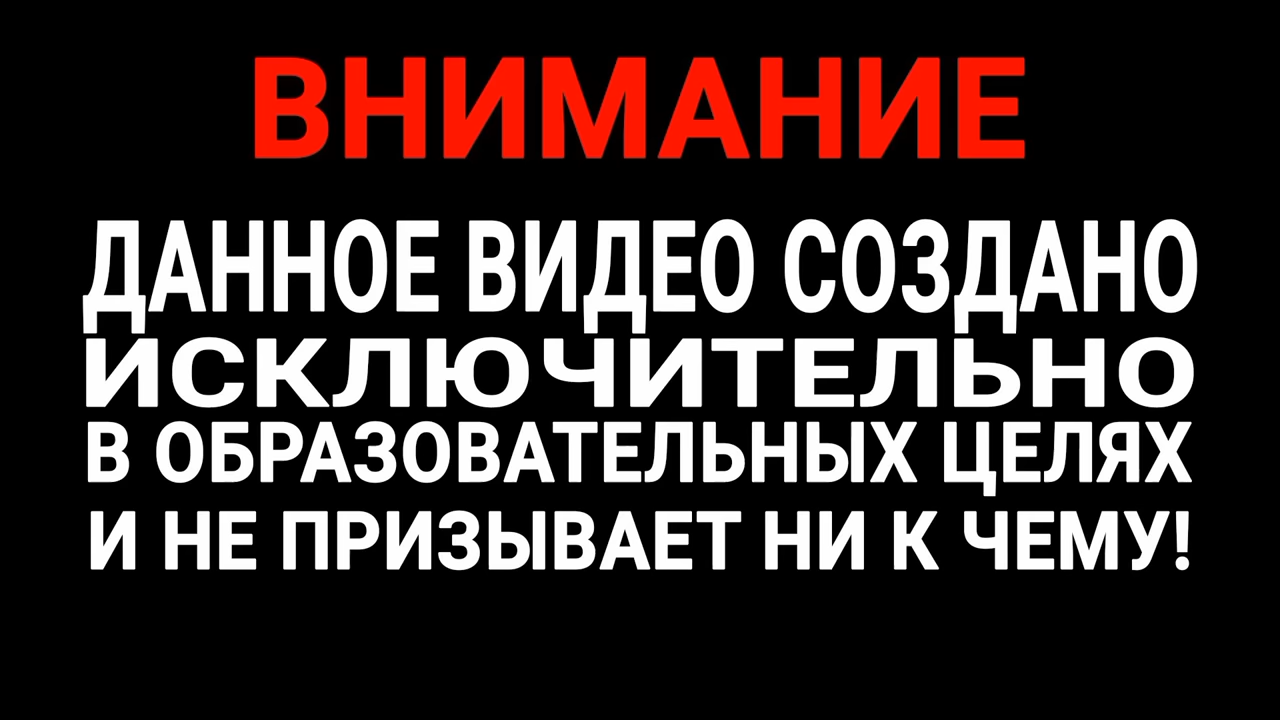 ВНИМАНИЕ
ДАННОЕ ВИДЕО СОЗДАНО
ИСКЛЮЧИТЕЛЬНО
В ОБРАЗОВАТЕЛЬНЫХ ЦЕЛЯХ
И НЕ ПРИЗЫВАЕТ НИ К ЧЕМУ!